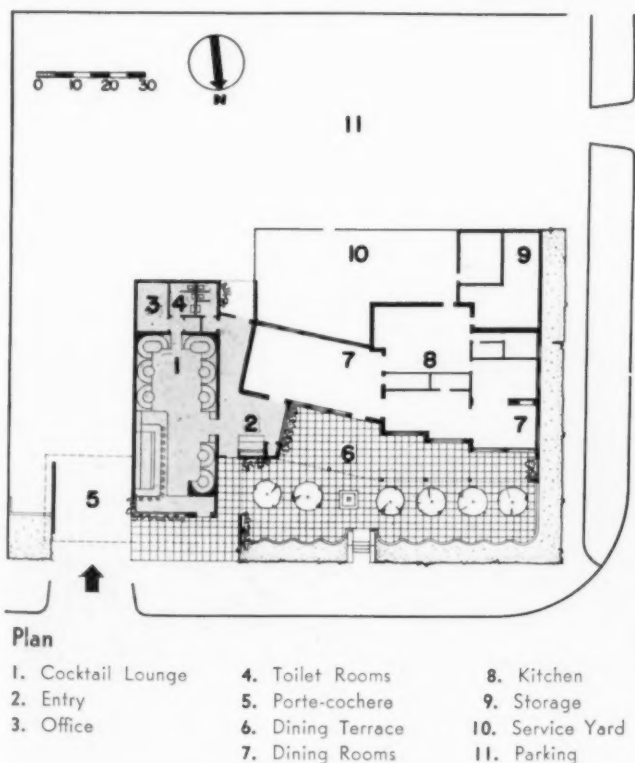 0 10 20 30
N
11
10
9
3
4
7
8
1
2
7
6
5
Plan
1. Cocktail Lounge
2. Entry
3. Office
4. Toilet Rooms
5. Porte-cochere
6. Dining Terrace
7. Dining Rooms
8. Kitchen
9. Storage
10. Service Yard
11. Parking